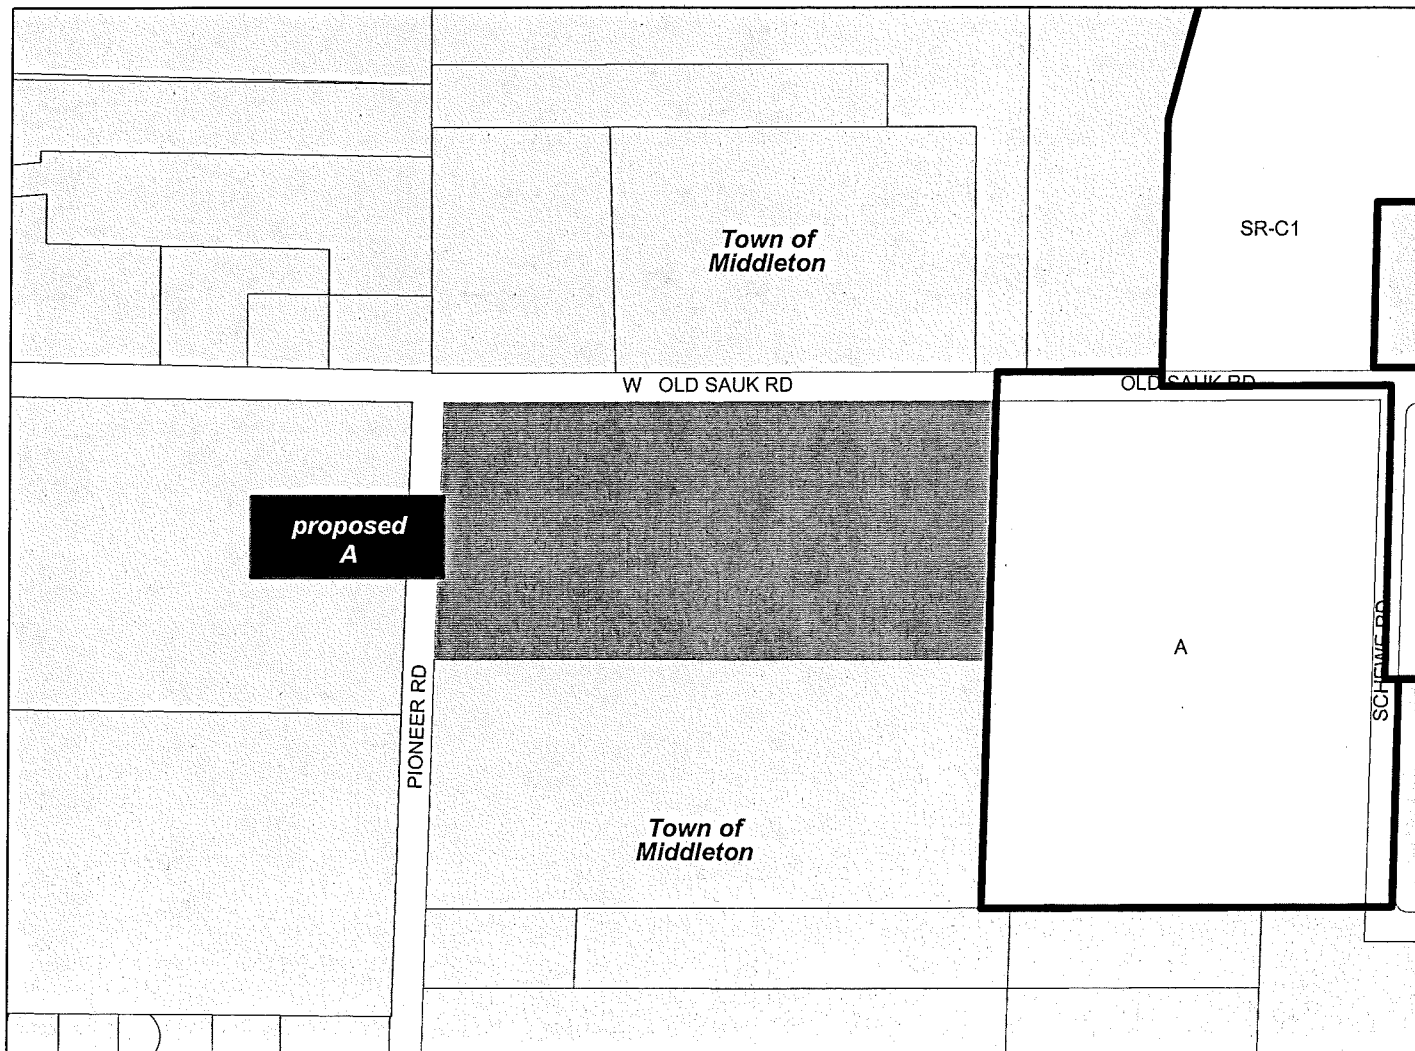 SR-C1
Town of
Middleton
W OLD SAUK RD
OLD SAUK RD
proposed
A
A
SCHEWE RD
PIONEER RD
Town of
Middleton